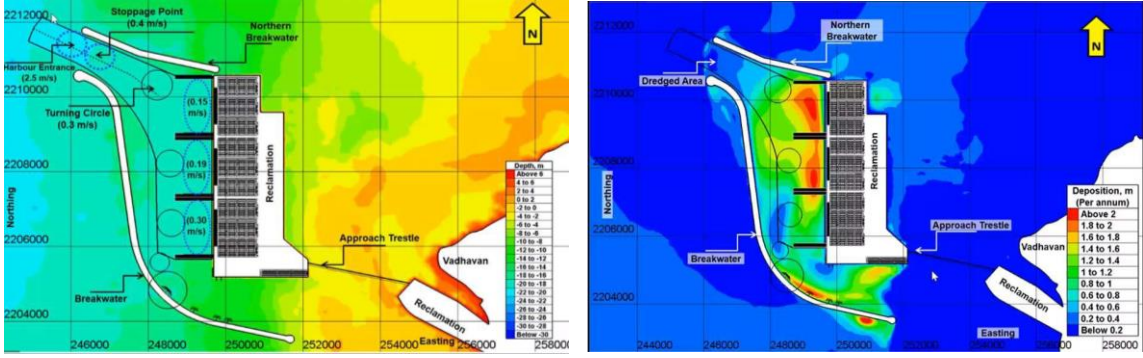 Stoppage Point
(0.4 m/s)
Northern
Breakwater
N
Harbour Entrance
(2.5 m/s)
Turning Circle
(0.3 m/s)
(0.15
m/s)
(0.19
m/s)
(0.30
m/s)
Reclamation
Approach Trestle
Vadhavan
Breakwater
Reclamation
Northing
Easting
2212000
2210000
2208000
2206000
2204000
246000
248000
250000
252000
254000
256000
258000
Depth, m
Above 6
4 to 6
2 to 4
0 to 2
-2 to 0
-4 to -2
-6 to -4
-8 to -6
-10 to -8
-12 to -10
-14 to -12
-16 to -14
-18 to -16
-20 to -18
-22 to -20
-24 to -22
-26 to -24
-28 to -26
-30 to -28
Below -30
Northern
Breakwater
N
Dredged Area
Reclamation
Approach Trestle
Vadhavan
Breakwater
Reclamation
Northing
Easting
2212000
2210000
2208000
2206000
2204000
244000
246000
248000
250000
252000
254000
256000
258000
Deposition, m
(Per annum)
Above 2
1.8 to 2
1.6 to 1.8
1.4 to 1.6
1.2 to 1.4
1 to 1.2
0.8 to 1
0.6 to 0.8
0.4 to 0.6
0.2 to 0.4
Below 0.2